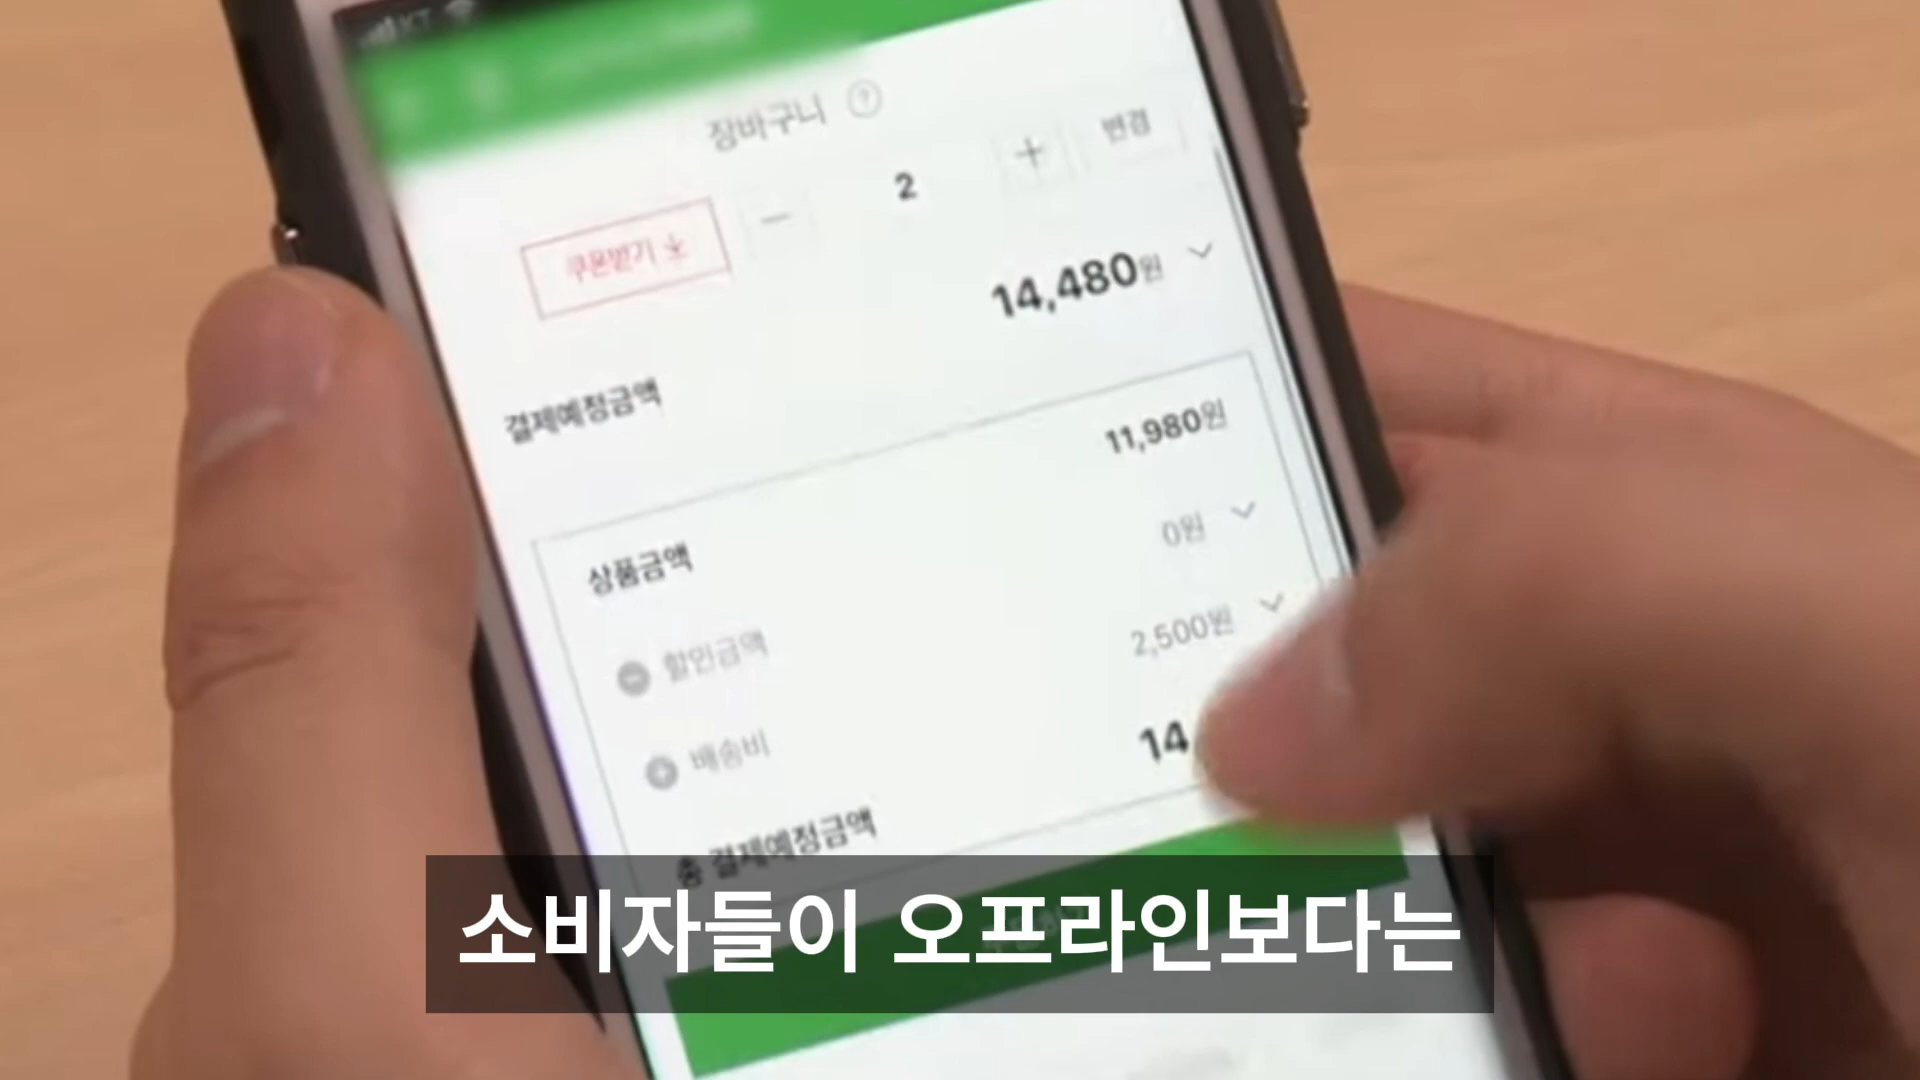 장바구니 ?
쿠폰받기
− 2 + 변경
14,480원
결제예정금액
11,980원
상품금액
0원
할인금액
2,500원
배송비
14,
총 결제예정금액
소비자들이 오프라인보다는